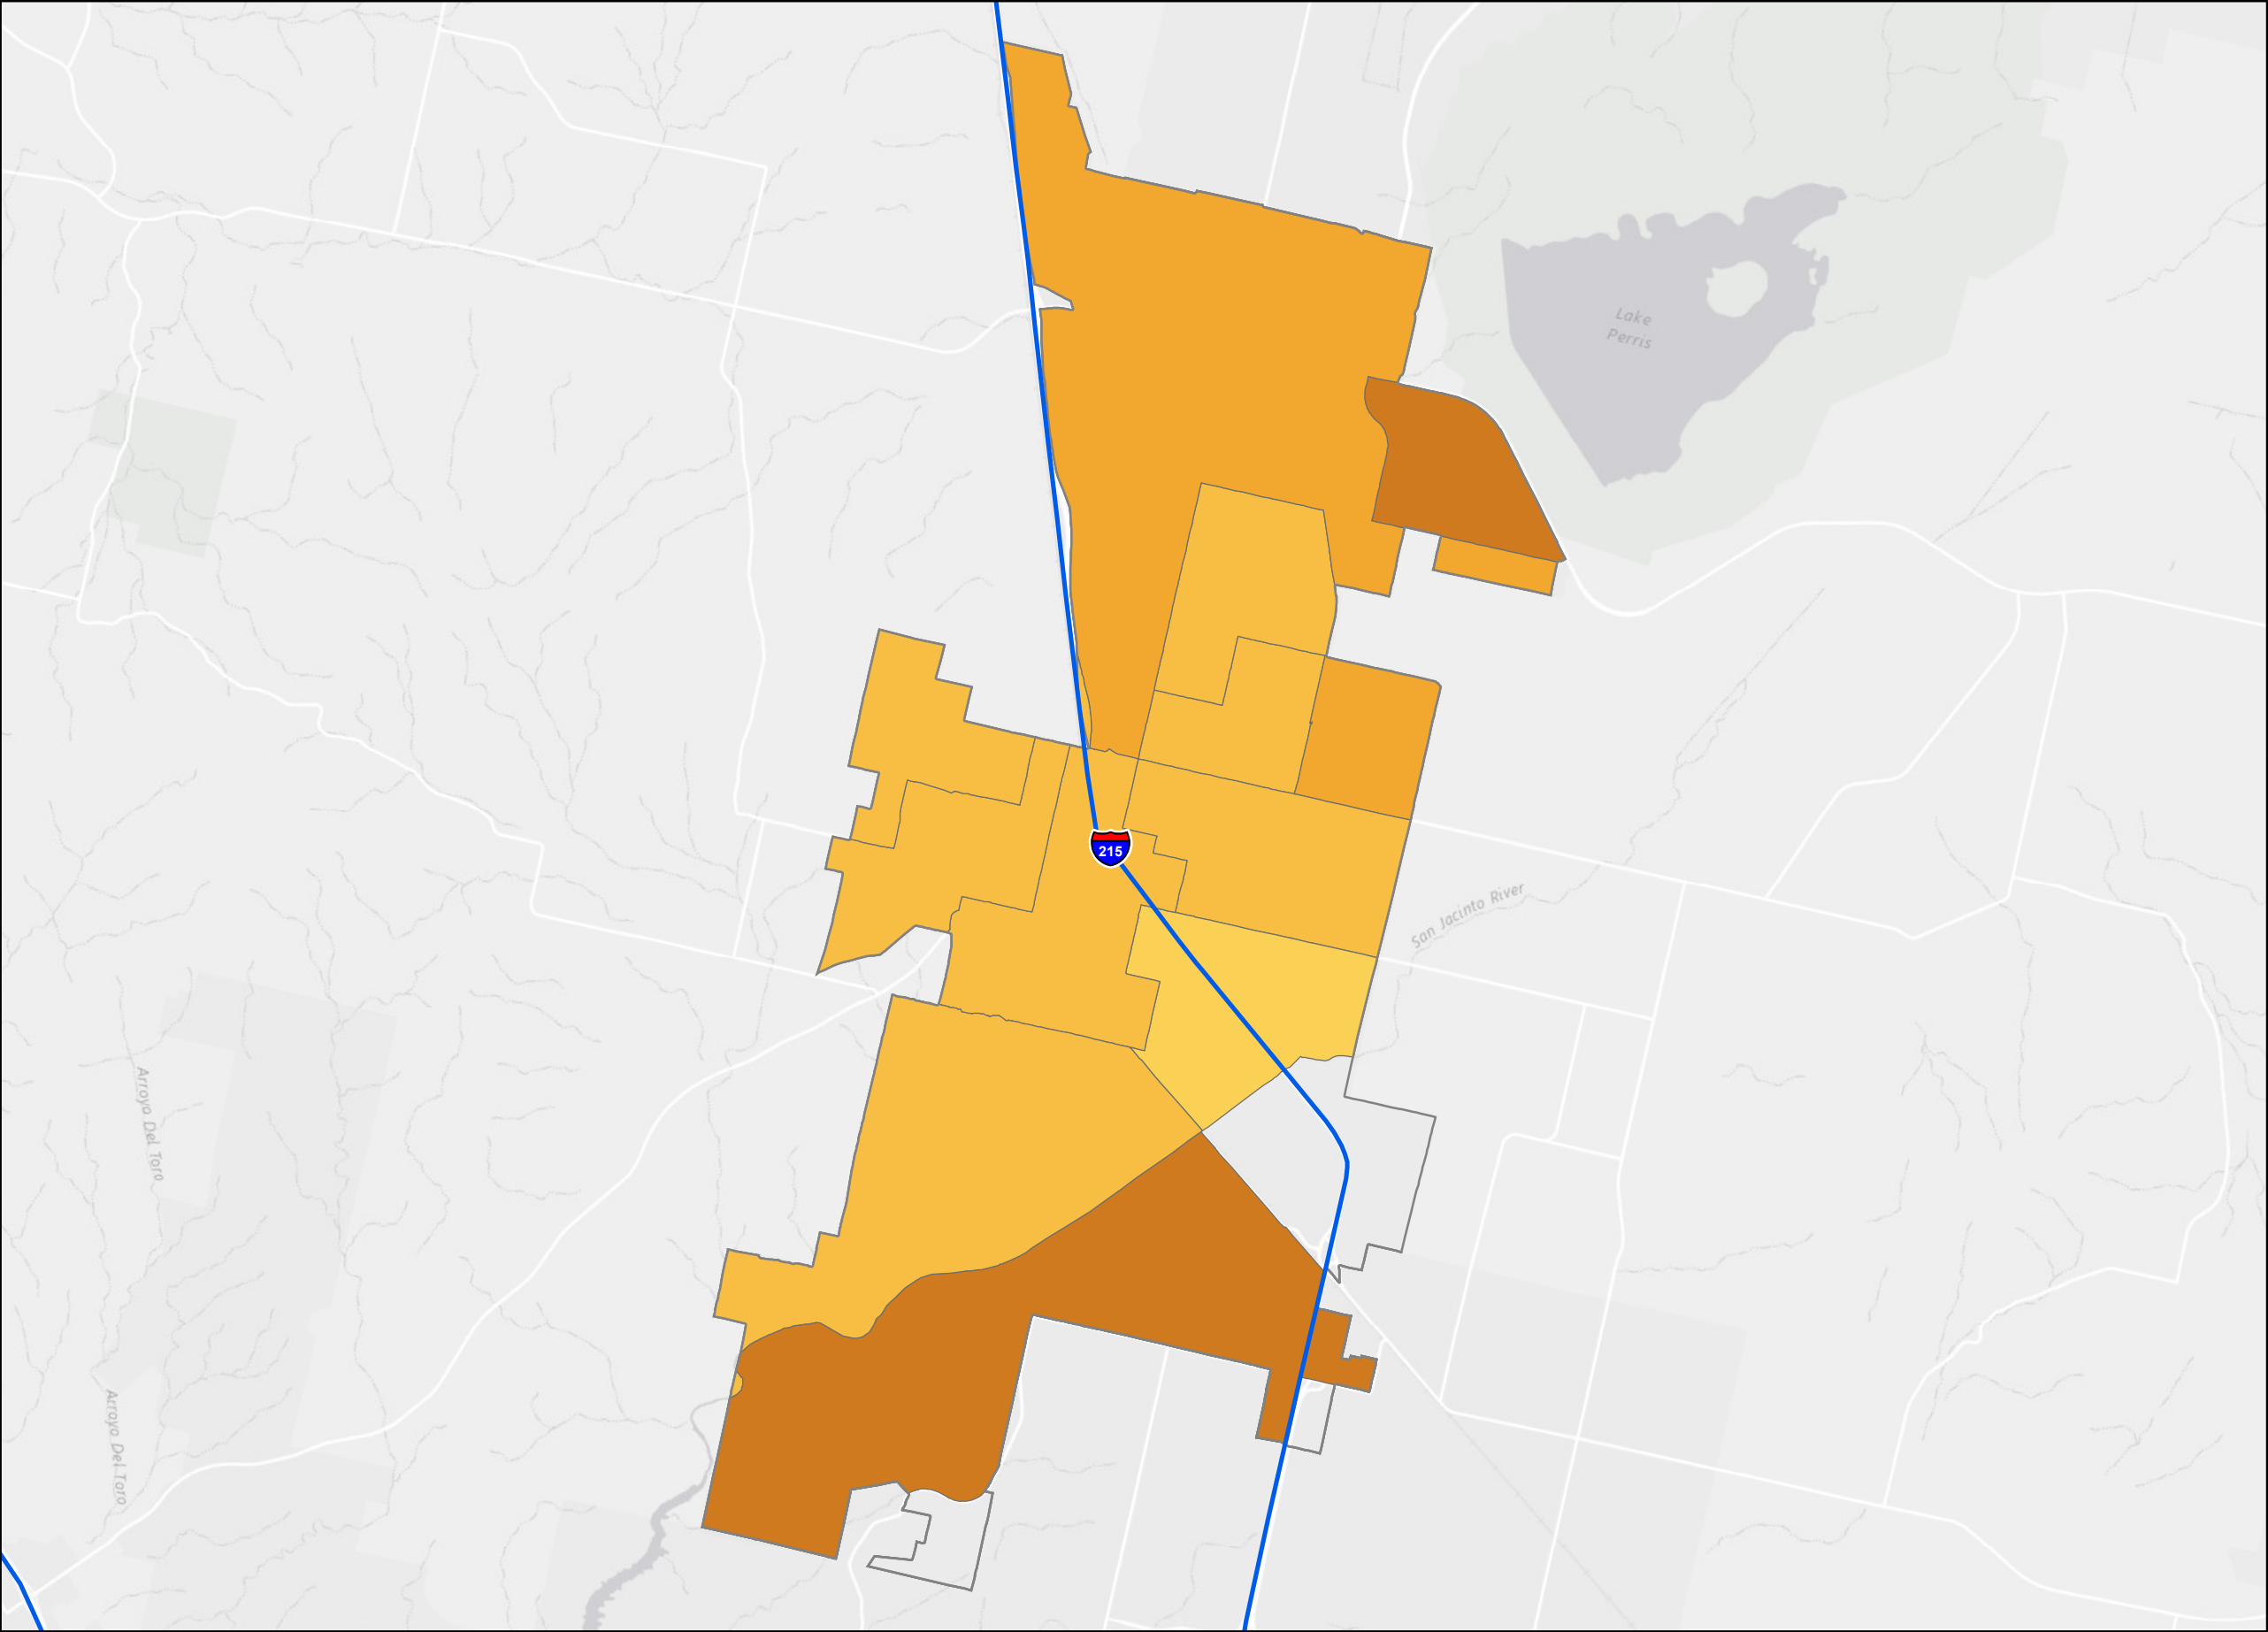 Lake
Perris
215
San Jacinto River
Arroyo Del Toro
Arroyo Del Toro